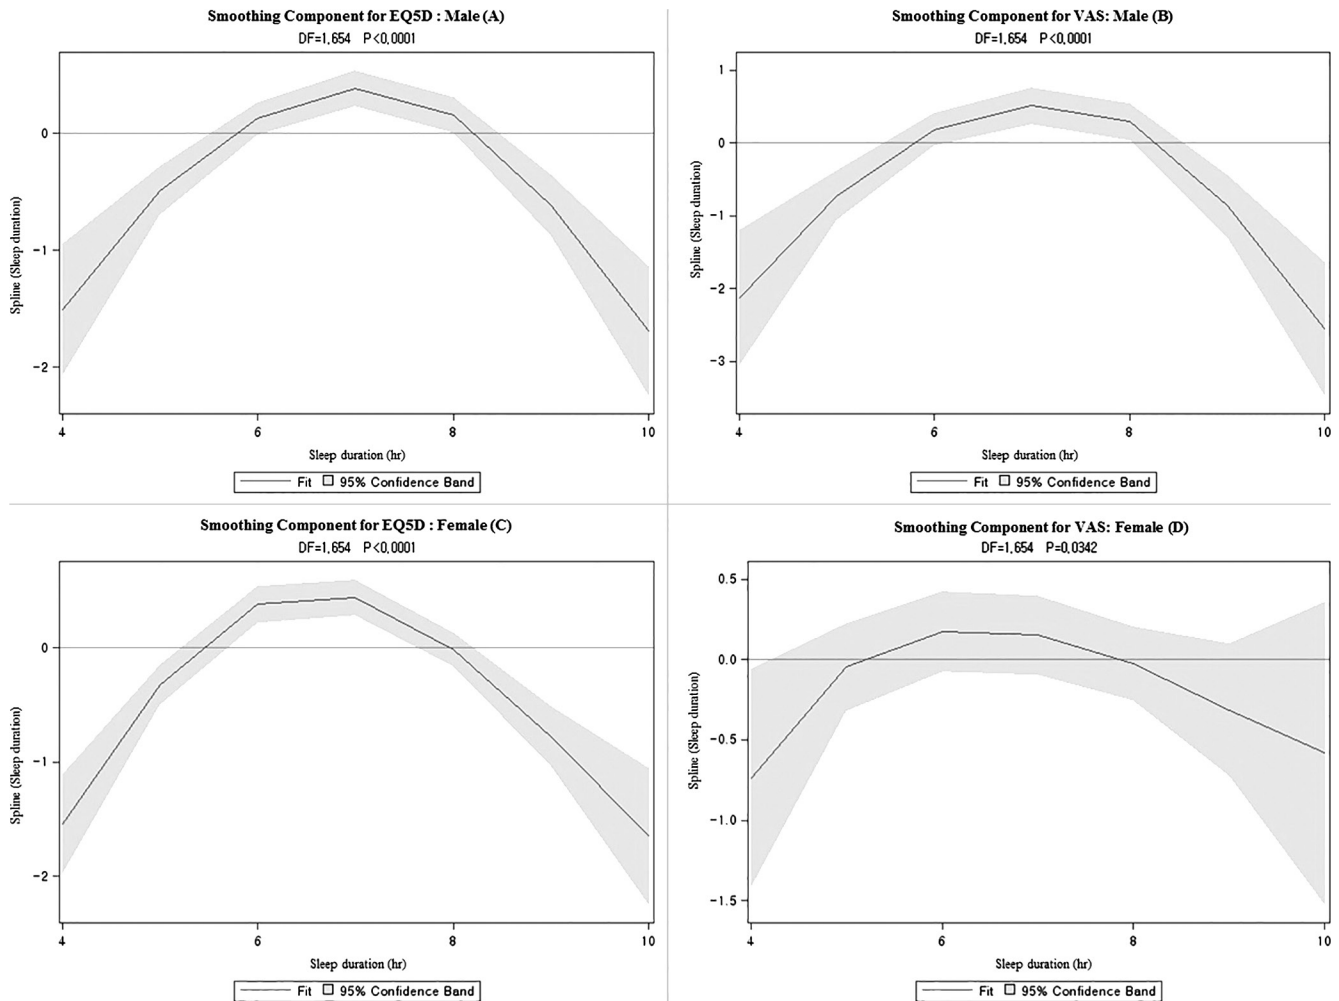 Smoothing Component for EQ5D : Male (A)
DF=1.654 P<0.0001
0
-1
-2
Spline (Sleep duration)
4 6 8 10
Sleep duration (hr)
Fit 95% Confidence Band
Smoothing Component for VAS: Male (B)
DF=1.654 P<0.0001
1
0
-1
-2
-3
Spline (Sleep duration)
4 6 8 10
Sleep duration (hr)
Fit 95% Confidence Band
Smoothing Component for EQ5D : Female (C)
DF=1.654 P<0.0001
0
-1
-2
Spline (Sleep duration)
4 6 8 10
Sleep duration (hr)
Fit 95% Confidence Band
Smoothing Component for VAS: Female (D)
DF=1.654 P=0.0342
0.5
0.0
-0.5
-1.0
-1.5
Spline (Sleep duration)
4 6 8 10
Sleep duration (hr)
Fit 95% Confidence Band